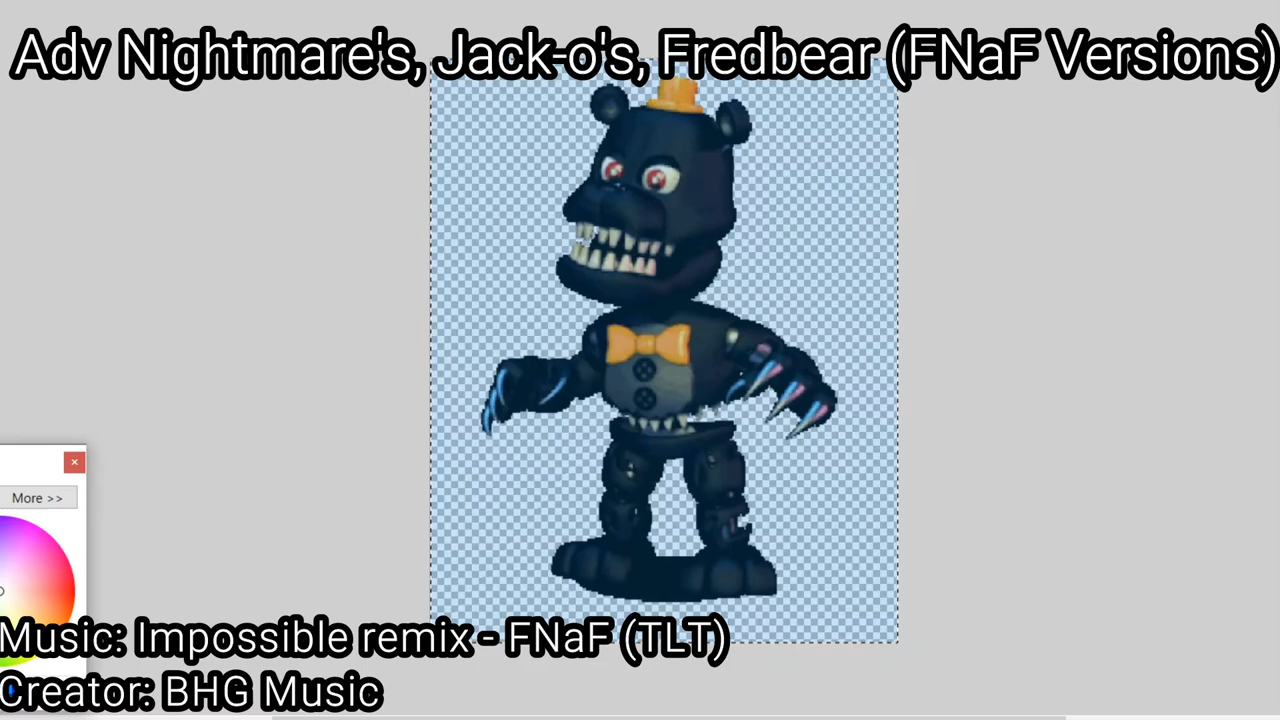 Adv Nightmare's, Jack-o's, Fredbear (FNaF Versions)
More >>
Music: Impossible remix - FNaF (TLT)
Creator: BHG Music